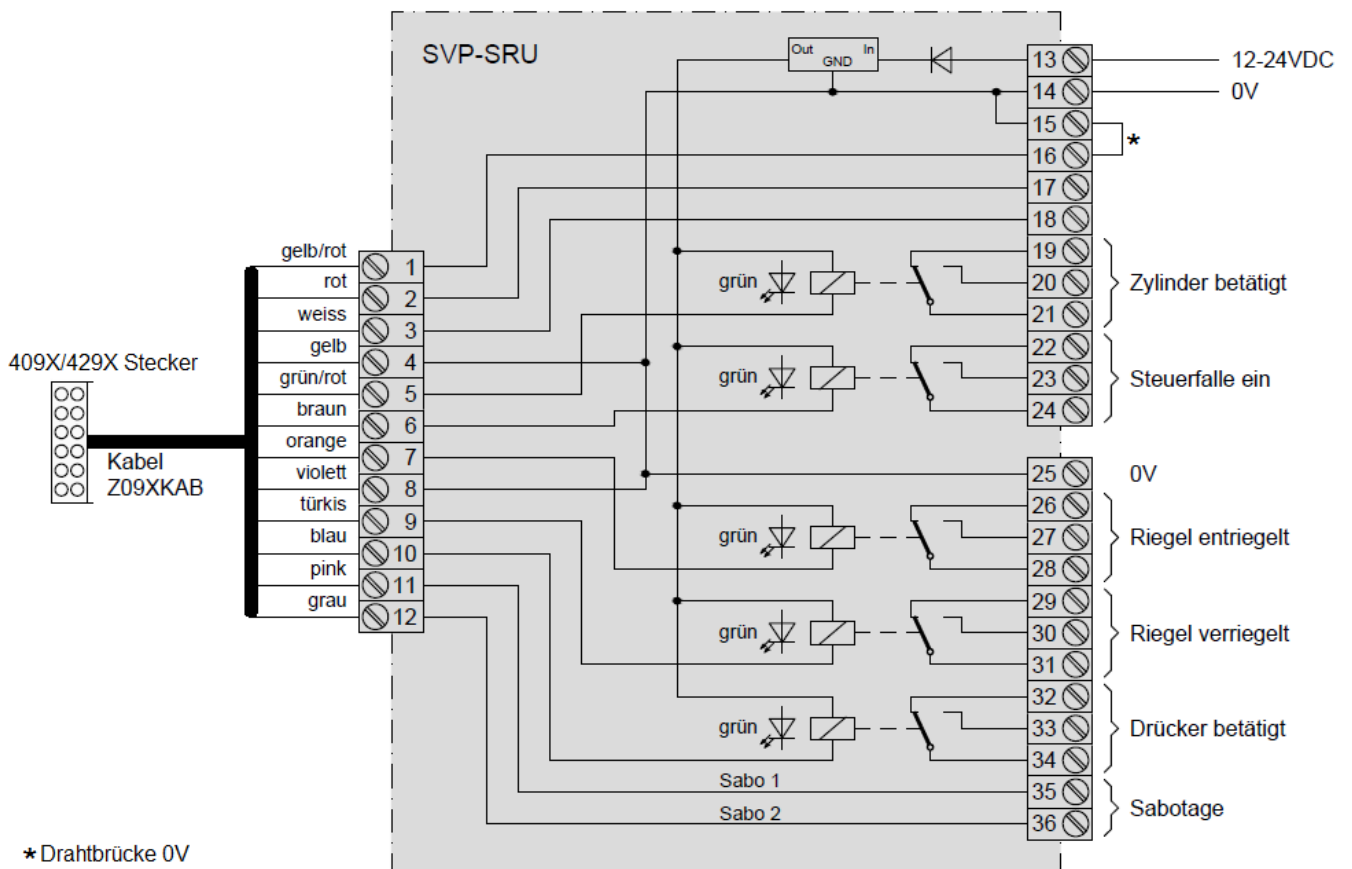 SVP-SRU
Out In
GND
13 12-24VDC
14 0V
15
* 
16
17
18
gelb/rot
1
rot
2
weiss
3
gelb
4
grün/rot
5
braun
6
orange
7
violett
8
türkis
9
blau
10
pink
11
grau
12
409X/429X Stecker
Kabel
Z09XKAB
19
grün 20 Zylinder betätigt
21
22
grün 23 Steuerfalle ein
24
25 0V
26
grün 27 Riegel entriegelt
28
29
grün 30 Riegel verriegelt
31
32
grün 33 Drücker betätigt
34
Sabo 1 35
Sabotage
Sabo 2 36
* Drahtbrücke 0V